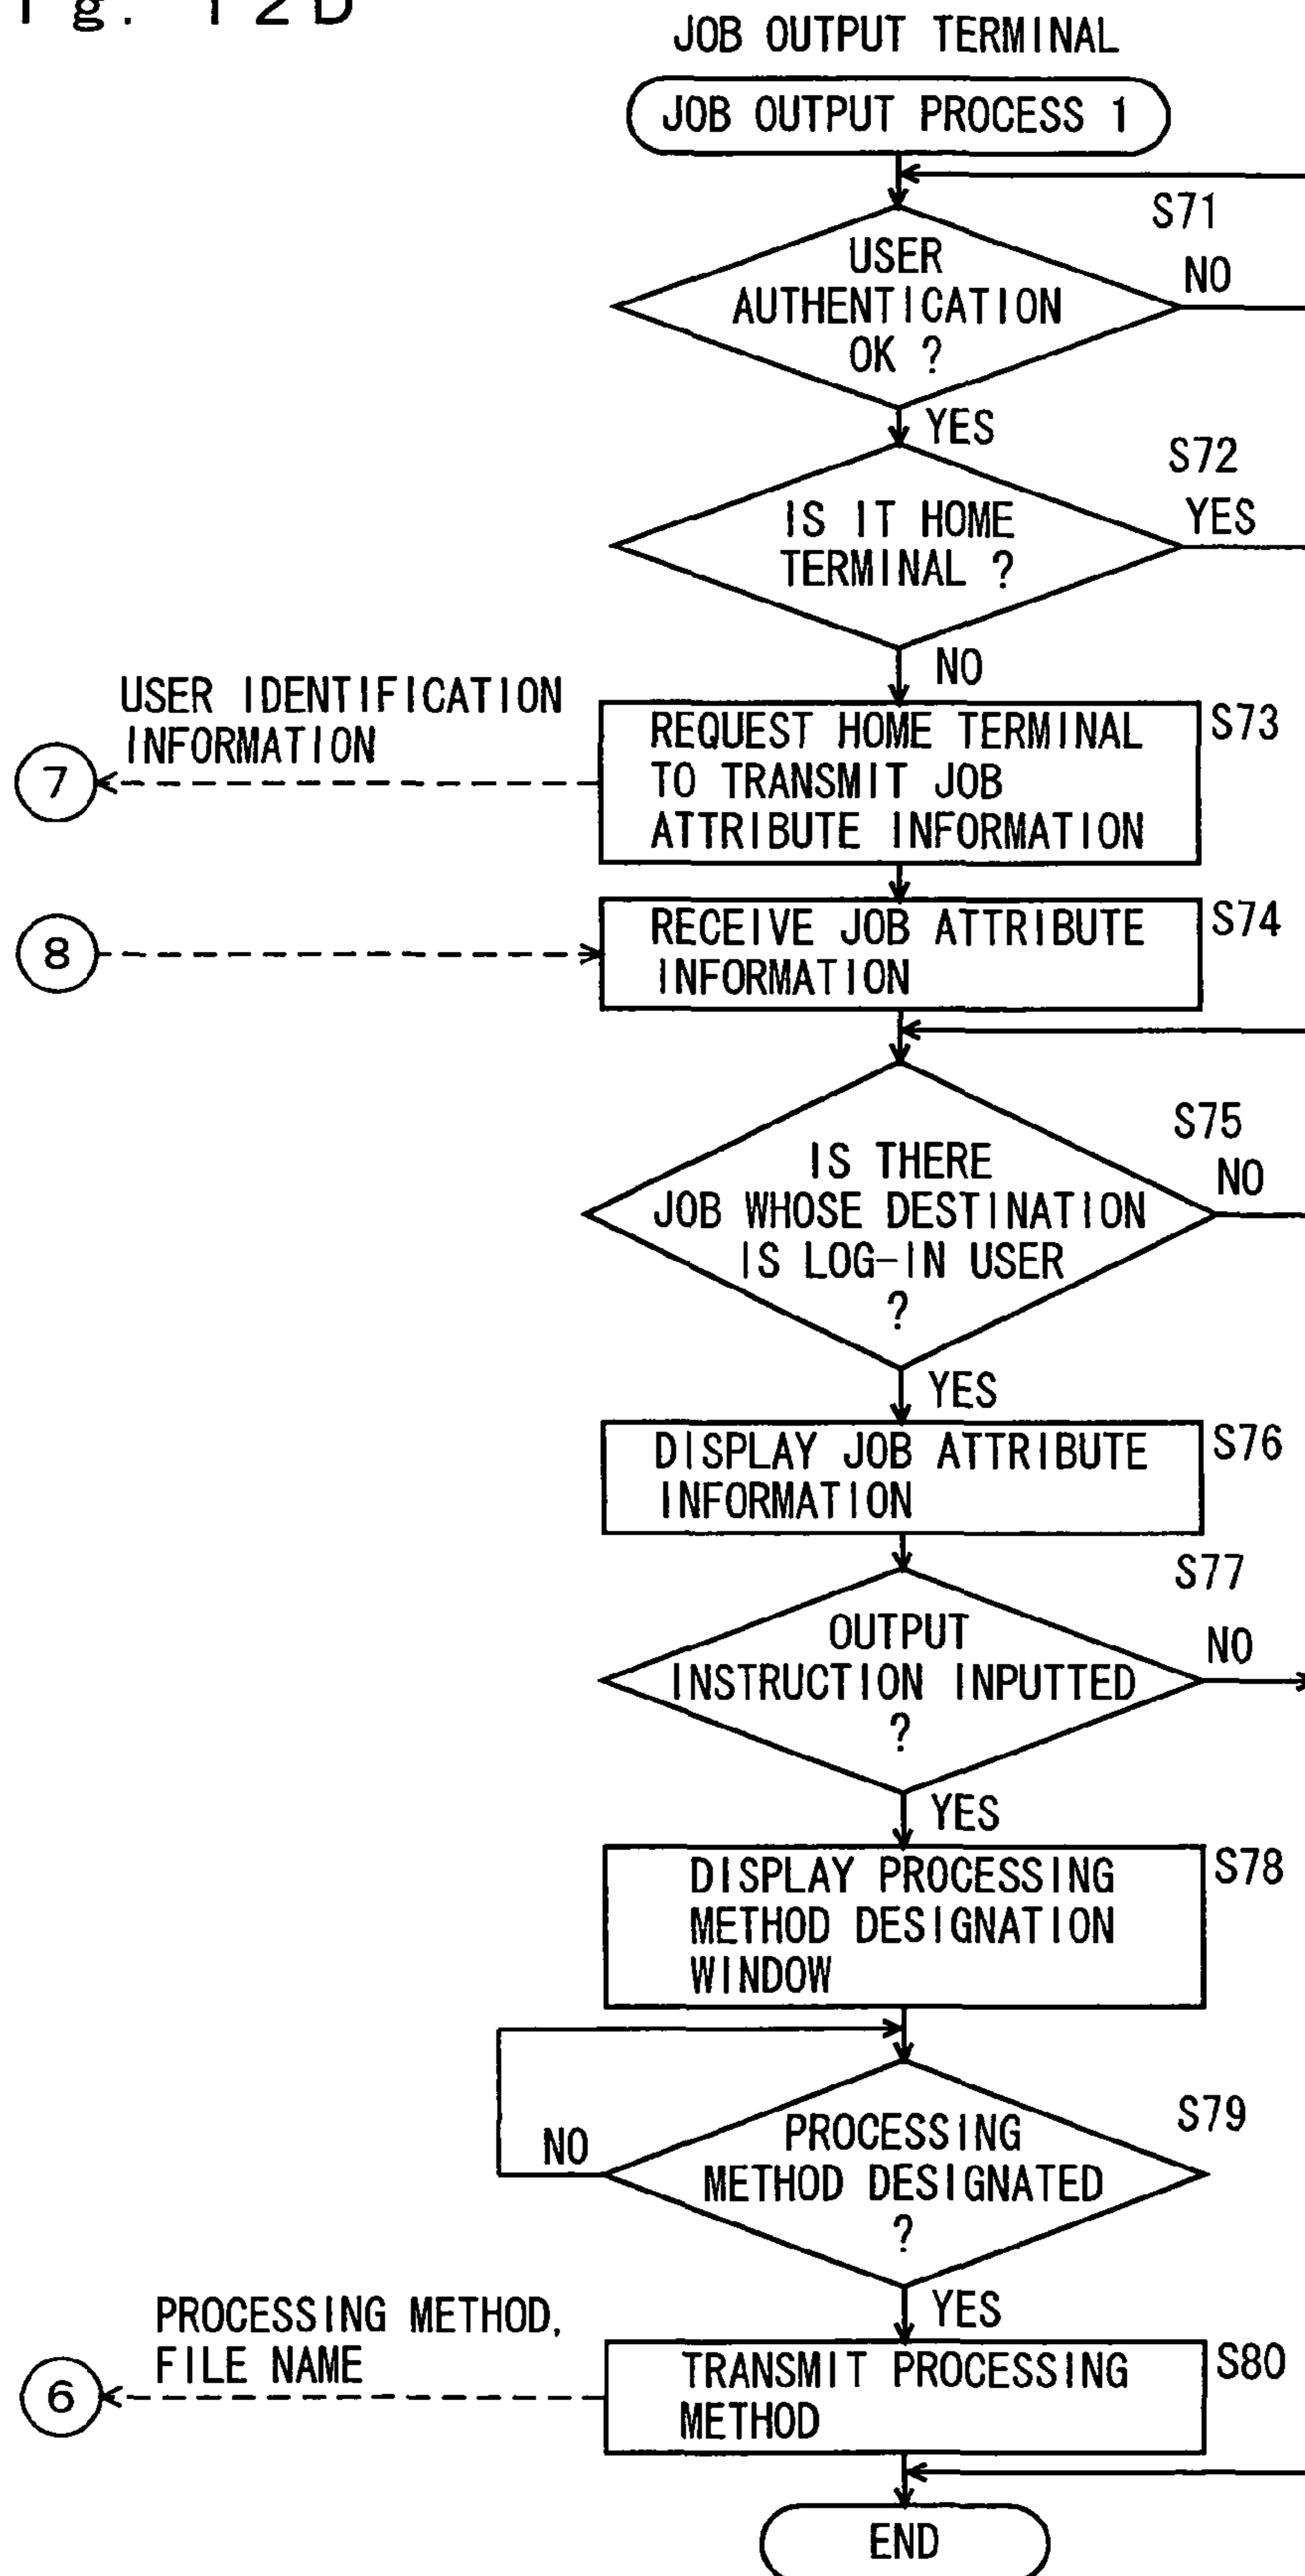 ig. 12D
JOB OUTPUT TERMINAL
JOB OUTPUT PROCESS 1
S71
USER
AUTHENTICATION
OK ?
NO
YES
S72
IS IT HOME
TERMINAL ?
YES
NO
USER IDENTIFICATION
INFORMATION
7
REQUEST HOME TERMINAL
TO TRANSMIT JOB
ATTRIBUTE INFORMATION
S73
8
RECEIVE JOB ATTRIBUTE
INFORMATION
S74
S75
IS THERE
JOB WHOSE DESTINATION
IS LOG-IN USER
?
NO
YES
DISPLAY JOB ATTRIBUTE
INFORMATION
S76
S77
OUTPUT
INSTRUCTION INPUTTED
?
NO
YES
DISPLAY PROCESSING
METHOD DESIGNATION
WINDOW
S78
S79
PROCESSING
METHOD DESIGNATED
?
NO
YES
PROCESSING METHOD,
FILE NAME
6
TRANSMIT PROCESSING
METHOD
S80
END